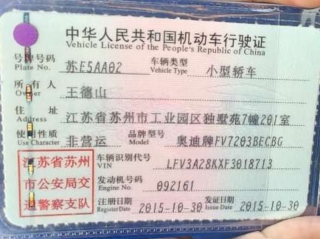 中华人民共和国机动车行驶证
Vehicle License of the People's Republic of China
号牌号码 苏E5AA02 车辆类型 小型轿车
Plate No. Vehicle Type
所有人 王德山
Owner
住址 江苏省苏州市工业园区独墅苑7幢201室
Address
使用性质 非营运 品牌型号 奥迪牌FV7203BECBG
Use Character Model
江苏省苏州 车辆识别代号 LFV3A28KXF3018713
VIN
市公安局交 发动机号码 092161
Engine No.
通警察支队 注册日期 2015-10-30 发证日期 2015-10-30
Register Date Issue Date